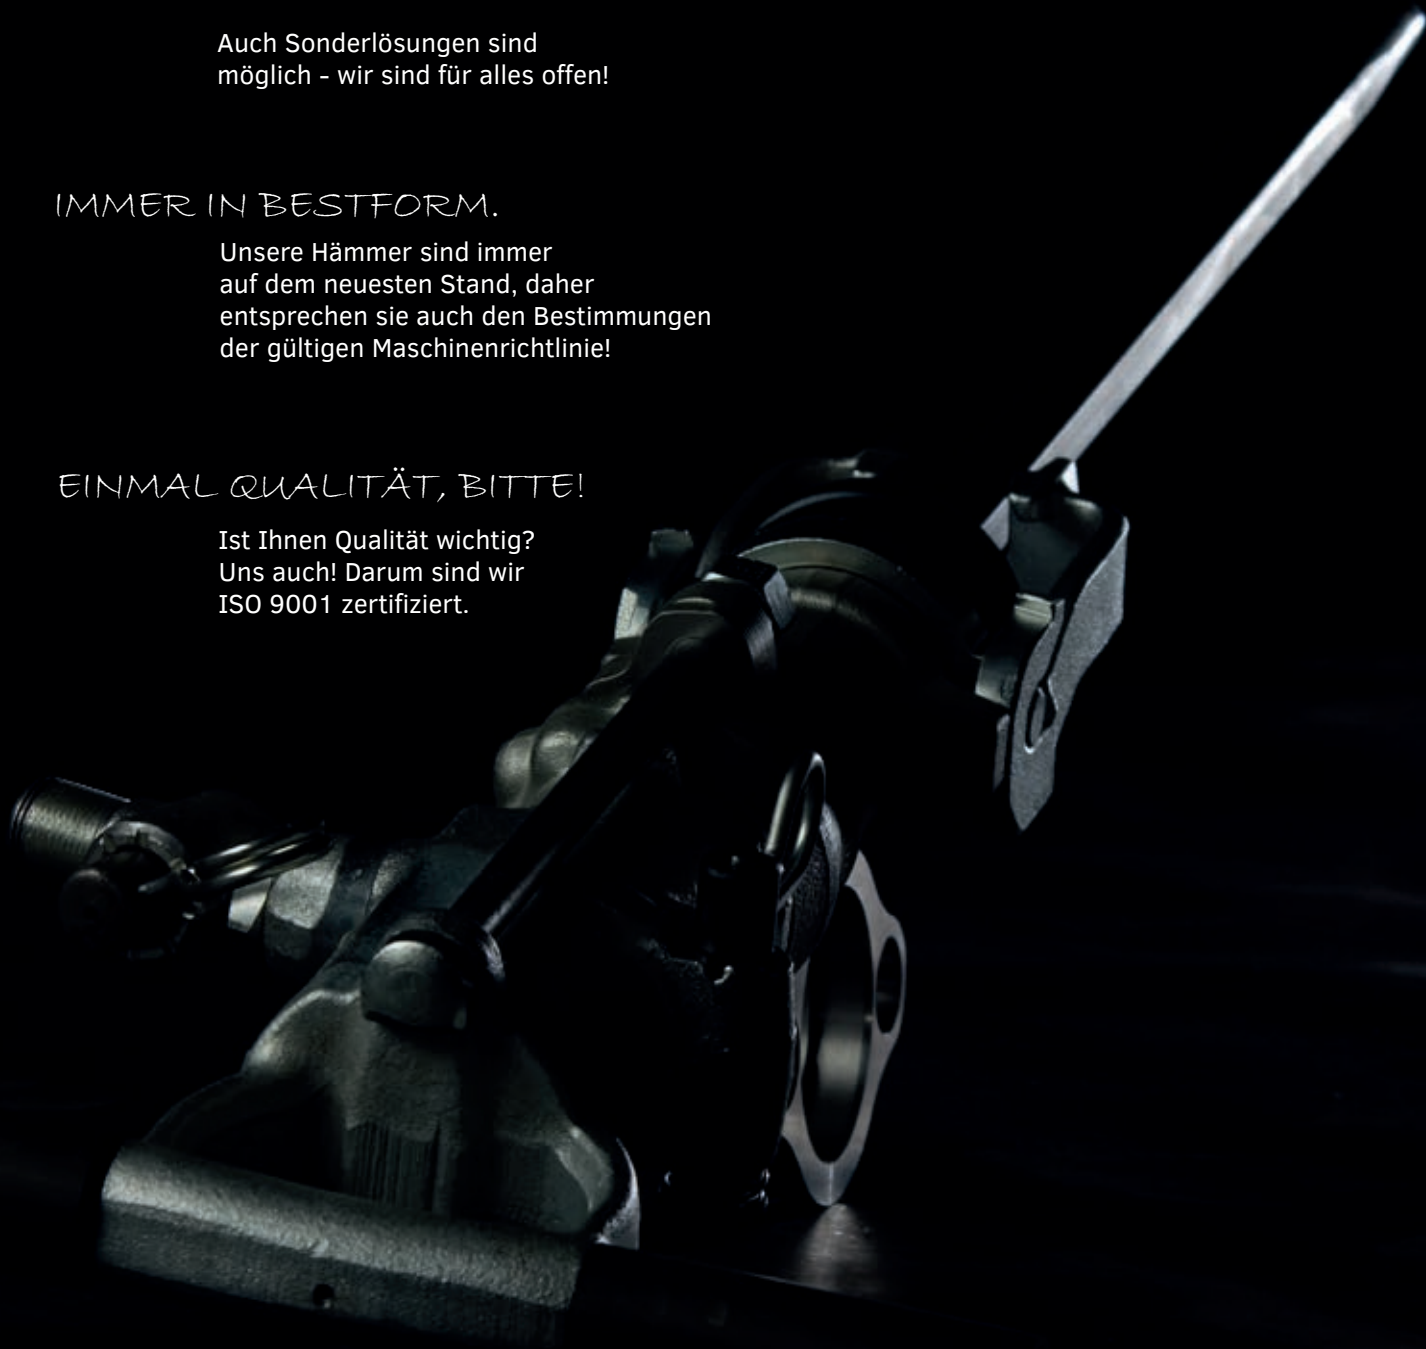 Auch Sonderlösungen sind
möglich - wir sind für alles offen!
IMMER IN BESTFORM.
Unsere Hämmer sind immer
auf dem neuesten Stand, daher
entsprechen sie auch den Bestimmungen
der gültigen Maschinenrichtlinie!
EINMAL QUALITÄT, BITTE!
Ist Ihnen Qualität wichtig?
Uns auch! Darum sind wir
ISO 9001 zertifiziert.